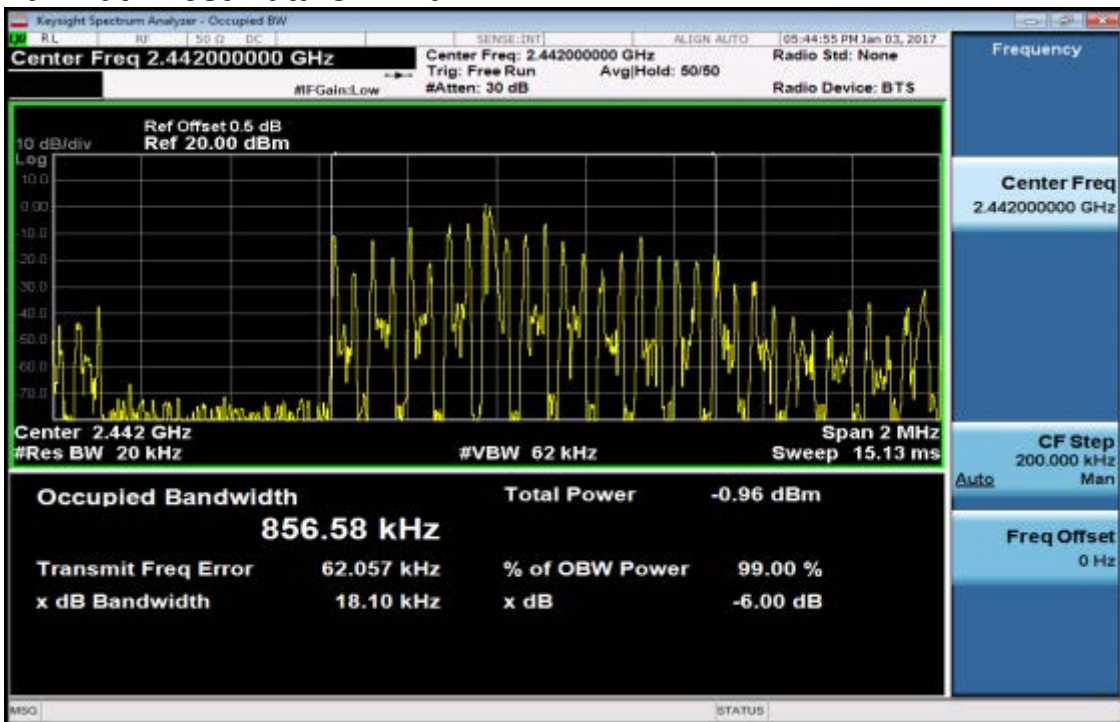 Keysight Spectrum Analyzer - Occupied BW
RL RF 50 Ω DC SENSE:INT ALIGN AUTO 05:44:55 PM Jan 03, 2017
Center Freq 2.442000000 GHz
Center Freq: 2.442000000 GHz
Radio Std: None
Trig: Free Run Avg|Hold: 50/50
#IFGain:Low #Atten: 30 dB Radio Device: BTS
Ref Offset 0.5 dB
10 dB/div Ref 20.00 dBm
Log
10.0
0.00
-10.0
-20.0
-30.0
-40.0
-50.0
-60.0
-70.0
Center 2.442 GHz Span 2 MHz
#Res BW 20 kHz #VBW 62 kHz Sweep 15.13 ms
Occupied Bandwidth Total Power -0.96 dBm
856.58 kHz
Transmit Freq Error 62.057 kHz % of OBW Power 99.00 %
x dB Bandwidth 18.10 kHz x dB -6.00 dB
MSG STATUS
Frequency
Center Freq
2.442000000 GHz
CF Step
200.000 kHz
Auto Man
Freq Offset
0 Hz